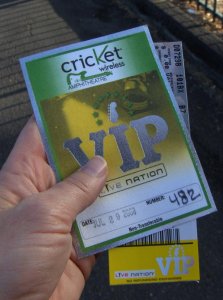 cricket
wireless
AMPHITHEATRE
VIP
LIVE NATION
DATE:
NUMBER:
482
Non-Transferable
LIVE NATION
VIP